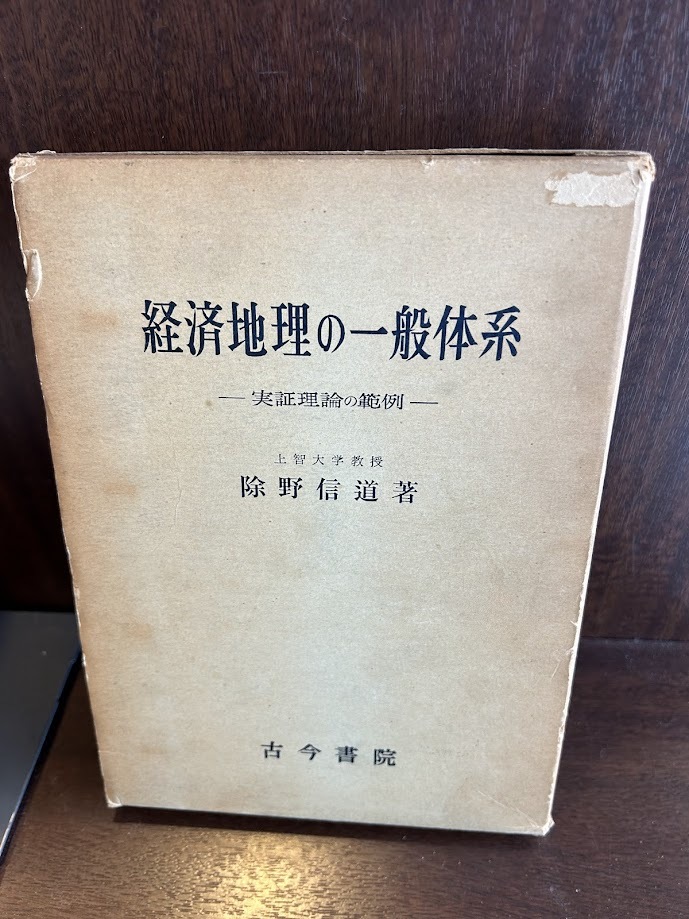 経済地理の一般体系
― 実証理論の範例 ―
上智大学教授
除野信道著
古今書院